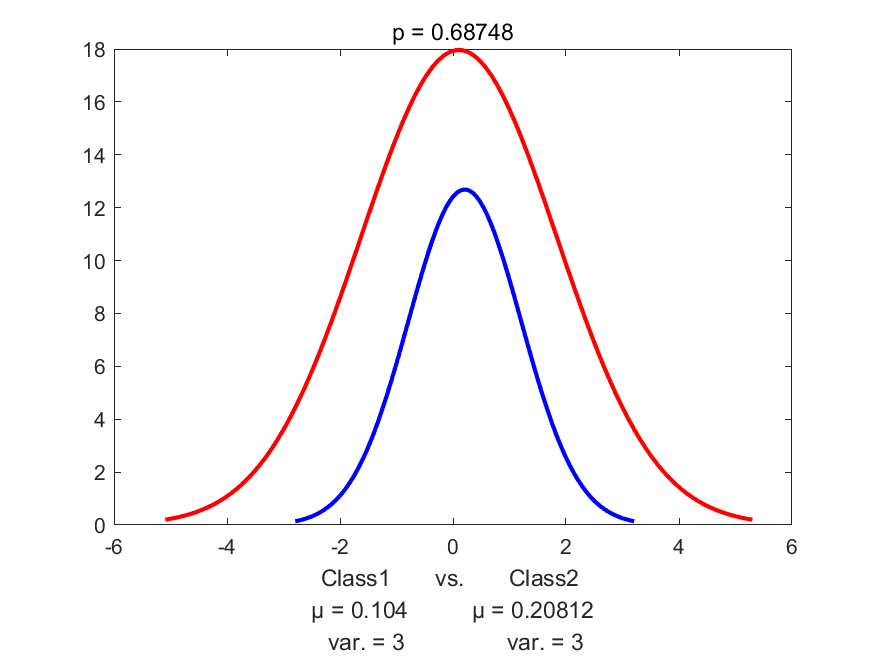 p = 0.68748
18
16
14
12
10
8
6
4
2
0
-6 -4 -2 0 2 4 6
Class1 vs. Class2
μ = 0.104 μ = 0.20812
var. = 3 var. = 3